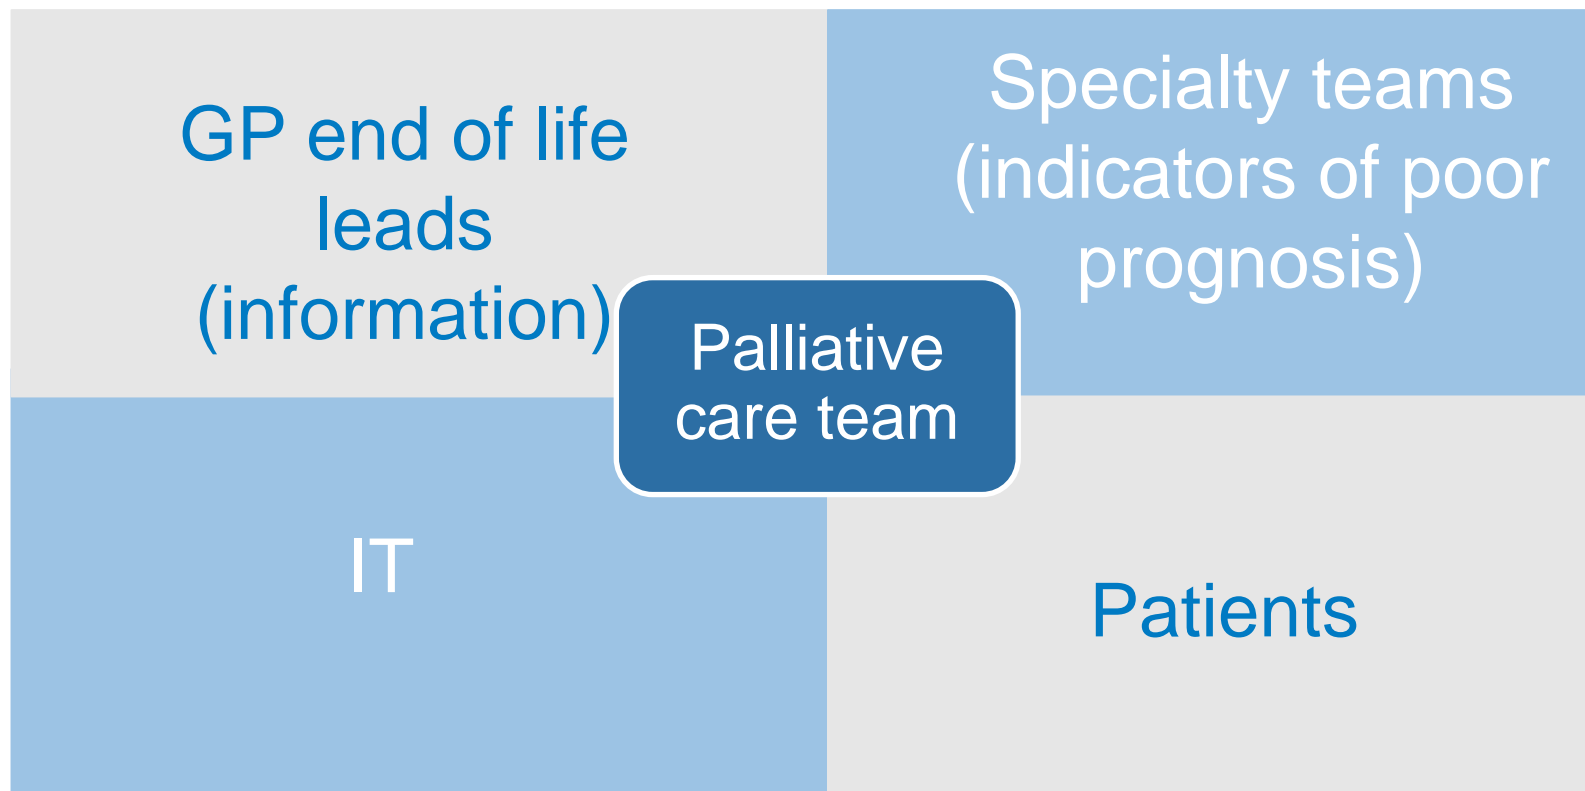 GP end of life
leads
(information)
Specialty teams
(indicators of poor
prognosis)
Palliative
care team
IT
Patients